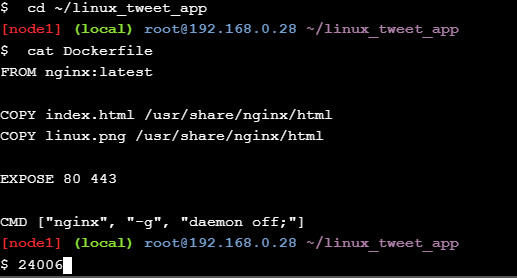 $  cd ~/linux_tweet_app
[node1] (local) root@192.168.0.28 ~/linux_tweet_app
$  cat Dockerfile
FROM nginx:latest
COPY index.html /usr/share/nginx/html
COPY linux.png /usr/share/nginx/html
EXPOSE 80 443
CMD ["nginx", "-g", "daemon off;"]
[node1] (local) root@192.168.0.28 ~/linux_tweet_app
$ 24006